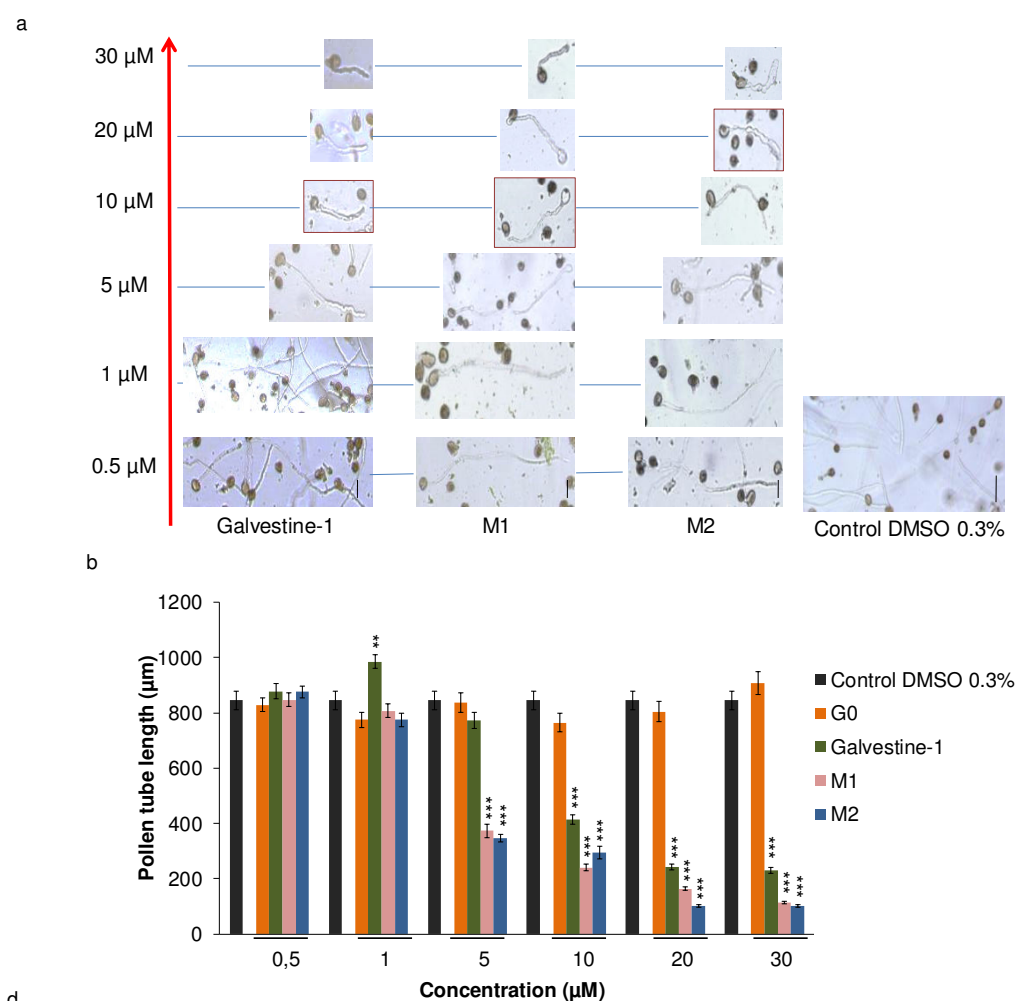 a
30 µM
20 µM
10 µM
5 µM
1 µM
0.5 µM
Galvestine-1
M1
M2
Control DMSO 0.3%
b
1200
1000
800
600
400
200
0
Pollen tube length (µm)
**
***
***
***
***
***
***
***
***
***
***
***
0,5
1
5
10
20
30
Concentration (µM)
Control DMSO 0.3%
G0
Galvestine-1
M1
M2
d